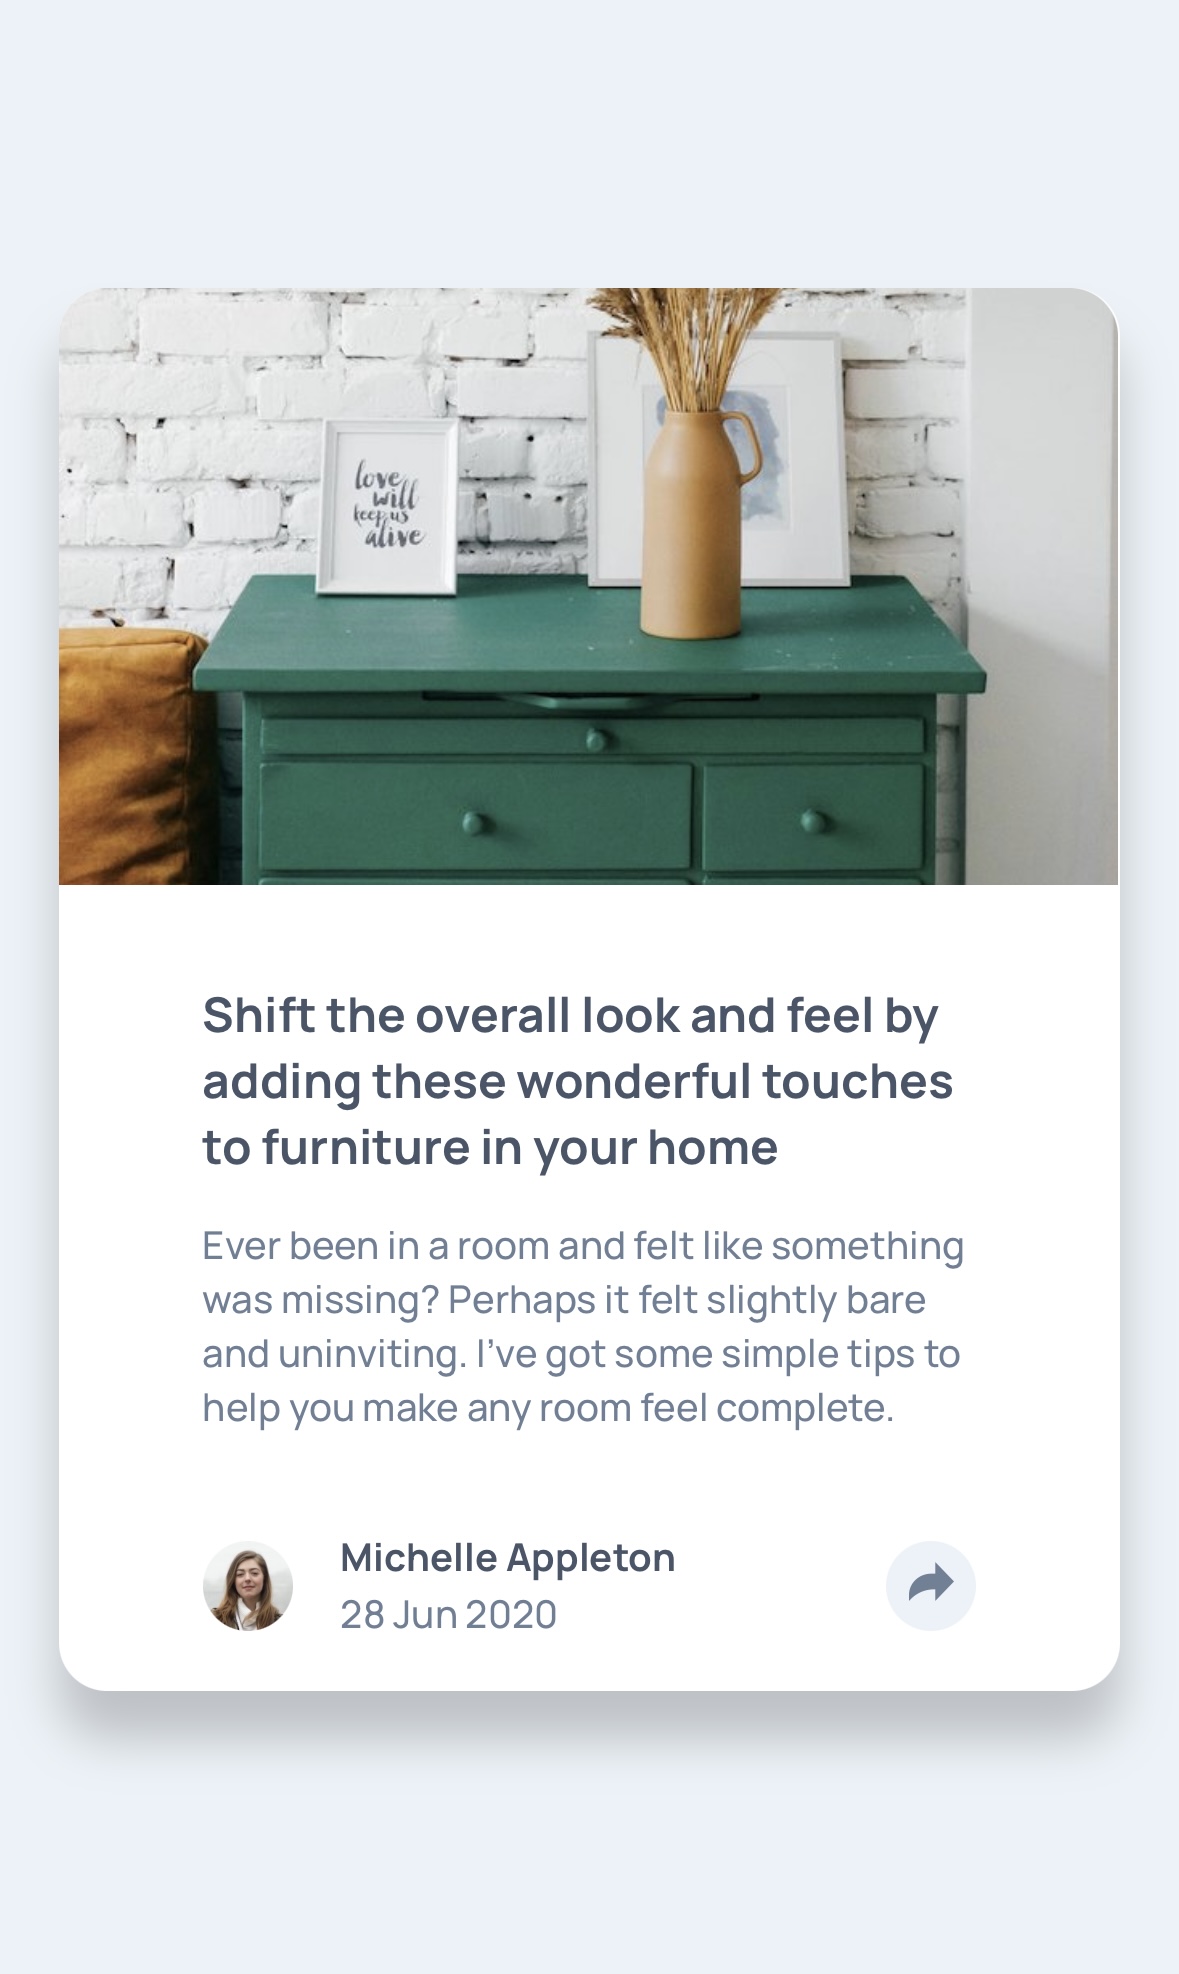 love
will
keep us
alive
Shift the overall look and feel by
adding these wonderful touches
to furniture in your home
Ever been in a room and felt like something
was missing? Perhaps it felt slightly bare
and uninviting. I’ve got some simple tips to
help you make any room feel complete.
Michelle Appleton
28 Jun 2020